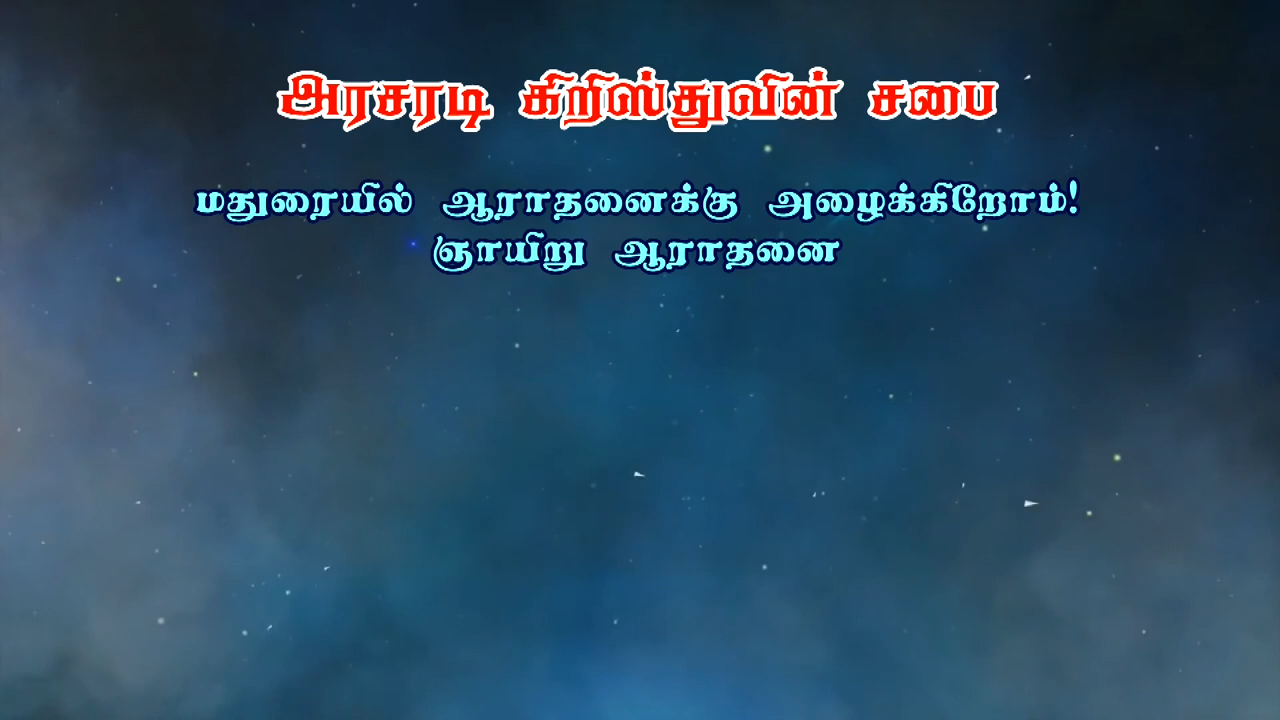 அரசரடி கிறிஸ்துவின் சபை
மதுரையில் ஆராதனைக்கு அழைக்கிறோம்!
ஞாயிறு ஆராதனை